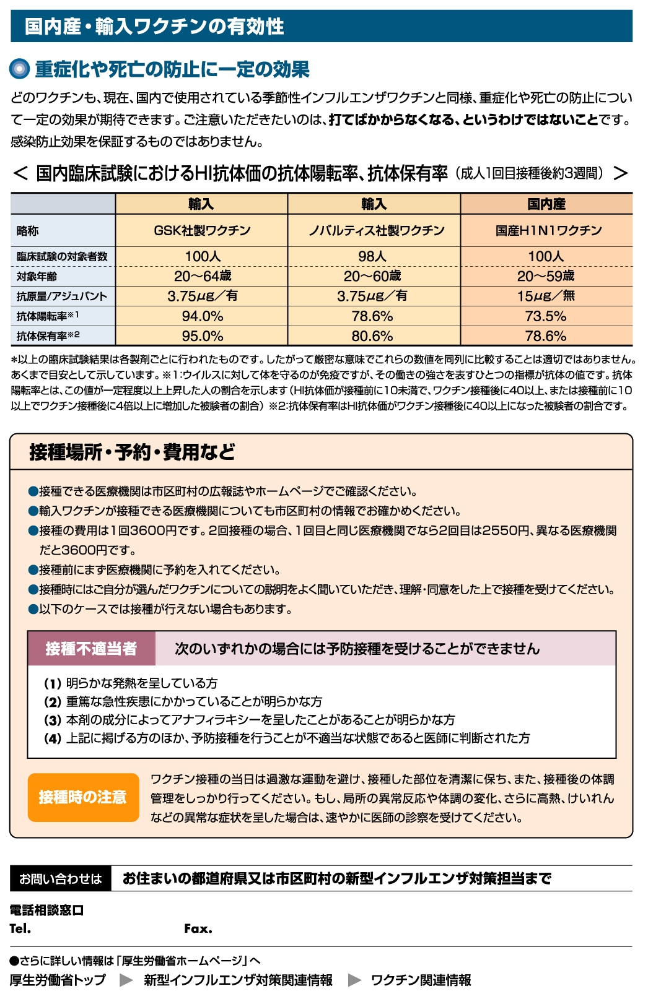 国内産・輸入ワクチンの有効性
重症化や死亡の防止に一定の効果
どのワクチンも、現在、国内で使用されている季節性インフルエンザワクチンと同様、重症化や死亡の防止につい
て一定の効果が期待できます。ご注意いただきたいのは、打てばかからなくなる、というわけではないことです。
感染防止効果を保証するものではありません。
＜ 国内臨床試験におけるHI抗体価の抗体陽転率、抗体保有率（成人1回目接種後約3週間） ＞
輸入 輸入 国内産
略称 GSK社製ワクチン ノバルティス社製ワクチン 国産H1N1ワクチン
臨床試験の対象者数 100人 98人 100人
対象年齢 20〜64歳 20〜60歳 20〜59歳
抗原量/アジュバント 3.75μg／有 3.75μg／有 15μg／無
抗体陽転率※1 94.0% 78.6% 73.5%
抗体保有率※2 95.0% 80.6% 78.6%
＊以上の臨床試験結果は各製剤ごとに行われたものです。したがって厳密な意味でこれらの数値を同列に比較することは適切ではありません。
あくまで目安として示しています。※1：ウイルスに対して体を守るのが免疫ですが、その働きの強さを表すひとつの指標が抗体の値です。抗体
陽転率とは、この値が一定程度以上上昇した人の割合を示します（HI抗体価が接種前に10未満で、ワクチン接種後に40以上、または接種前に10
以上でワクチン接種後に4倍以上に増加した被験者の割合）※2：抗体保有率はHI抗体価がワクチン接種後に40以上になった被験者の割合です。
接種場所・予約・費用など
●接種できる医療機関は市区町村の広報誌やホームページでご確認ください。
●輸入ワクチンが接種できる医療機関についても市区町村の情報でお確かめください。
●接種の費用は1回3600円です。2回接種の場合、1回目と同じ医療機関でなら2回目は2550円、異なる医療機関
だと3600円です。
●接種前にまず医療機関に予約を入れてください。
●接種時にはご自分が選んだワクチンについての説明をよく聞いていただき、理解・同意をした上で接種を受けてください。
●以下のケースでは接種が行えない場合もあります。
接種不適当者 次のいずれかの場合には予防接種を受けることができません
（1）明らかな発熱を呈している方
（2）重篤な急性疾患にかかっていることが明らかな方
（3）本剤の成分によってアナフィラキシーを呈したことがあることが明らかな方
（4）上記に掲げる方のほか、予防接種を行うことが不適当な状態であると医師に判断された方
接種時の注意
ワクチン接種の当日は過激な運動を避け、接種した部位を清潔に保ち、また、接種後の体調
管理をしっかり行ってください。もし、局所の異常反応や体調の変化、さらに高熱、けいれん
などの異常な症状を呈した場合は、速やかに医師の診察を受けてください。
お問い合わせは お住まいの都道府県又は市区町村の新型インフルエンザ対策担当まで
電話相談窓口
Tel. Fax.
●さらに詳しい情報は「厚生労働省ホームページ」へ
厚生労働省トップ ▶ 新型インフルエンザ対策関連情報 ▶ ワクチン関連情報